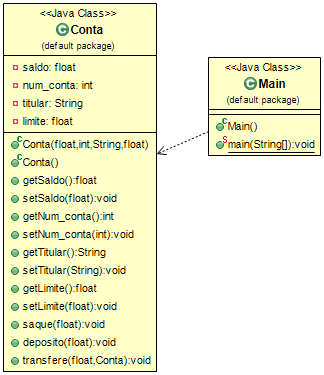 <<Java Class>>
Conta
(default package)
saldo: float
num_conta: int
titular: String
limite: float
Conta(float,int,String,float)
Conta()
getSaldo():float
setSaldo(float):void
getNum_conta():int
setNum_conta(int):void
getTitular():String
setTitular(String):void
getLimite():float
setLimite(float):void
saque(float):void
deposito(float):void
transfere(float,Conta):void
<<Java Class>>
Main
(default package)
Main()
main(String[]):void